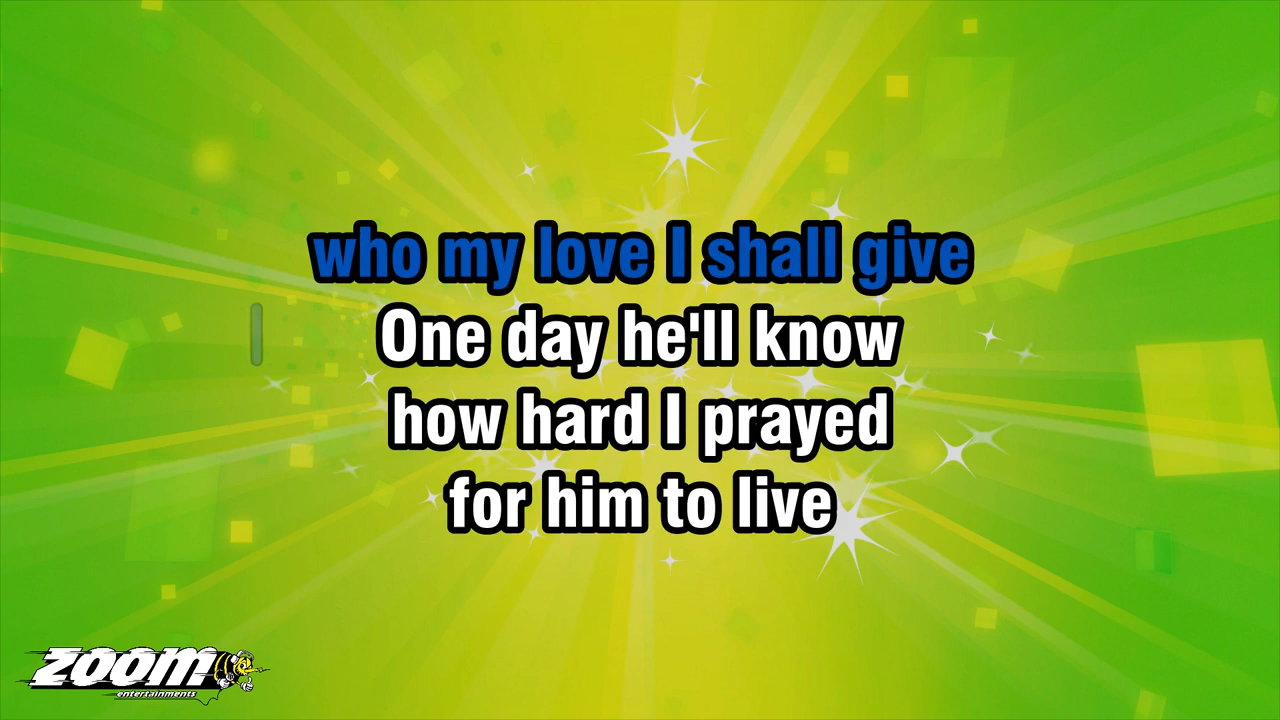 who my love I shall give
One day he'll know
how hard I prayed
for him to live
ZOOM
entertainments